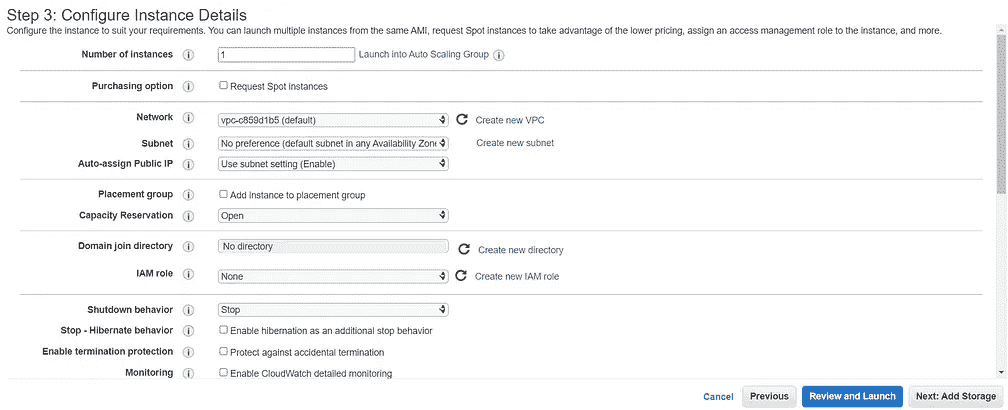 Step 3: Configure Instance Details
Configure the instance to suit your requirements. You can launch multiple instances from the same AMI, request Spot instances to take advantage of the lower pricing, assign an access management role to the instance, and more.
Number of instances 1 Launch into Auto Scaling Group
Purchasing option Request Spot instances
Network vpc-c859d1b5 (default) Create new VPC
Subnet No preference (default subnet in any Availability Zone Create new subnet
Auto-assign Public IP Use subnet setting (Enable)
Placement group Add instance to placement group
Capacity Reservation Open
Domain join directory No directory Create new directory
IAM role None Create new IAM role
Shutdown behavior Stop
Stop - Hibernate behavior Enable hibernation as an additional stop behavior
Enable termination protection Protect against accidental termination
Monitoring Enable CloudWatch detailed monitoring
Cancel Previous Review and Launch Next: Add Storage